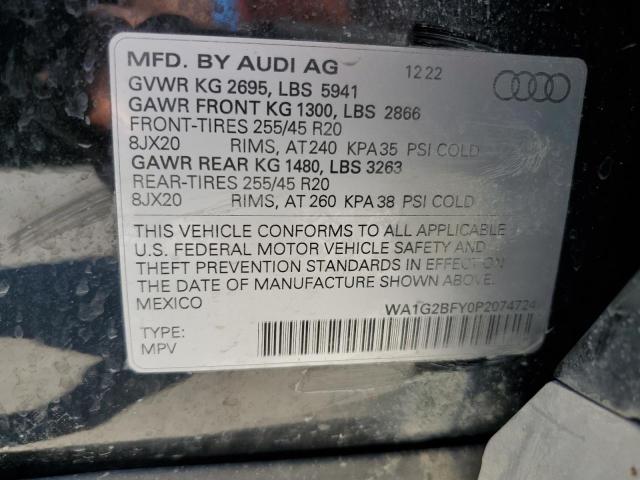 MFD. BY AUDI AG 12 22
GVWR KG 2695, LBS 5941
GAWR FRONT KG 1300, LBS 2866
FRONT-TIRES 255/45 R20
8JX20 RIMS, AT 240 KPA 35 PSI COLD
GAWR REAR KG 1480, LBS 3263
REAR-TIRES 255/45 R20
8JX20 RIMS, AT 260 KPA 38 PSI COLD
THIS VEHICLE CONFORMS TO ALL APPLICABLE
U.S. FEDERAL MOTOR VEHICLE SAFETY AND
THEFT PREVENTION STANDARDS IN EFFECT ON
THE DATE OF MANUFACTURE SHOWN ABOVE.
MEXICO WA1G2BFY0P2074724
TYPE:
MPV